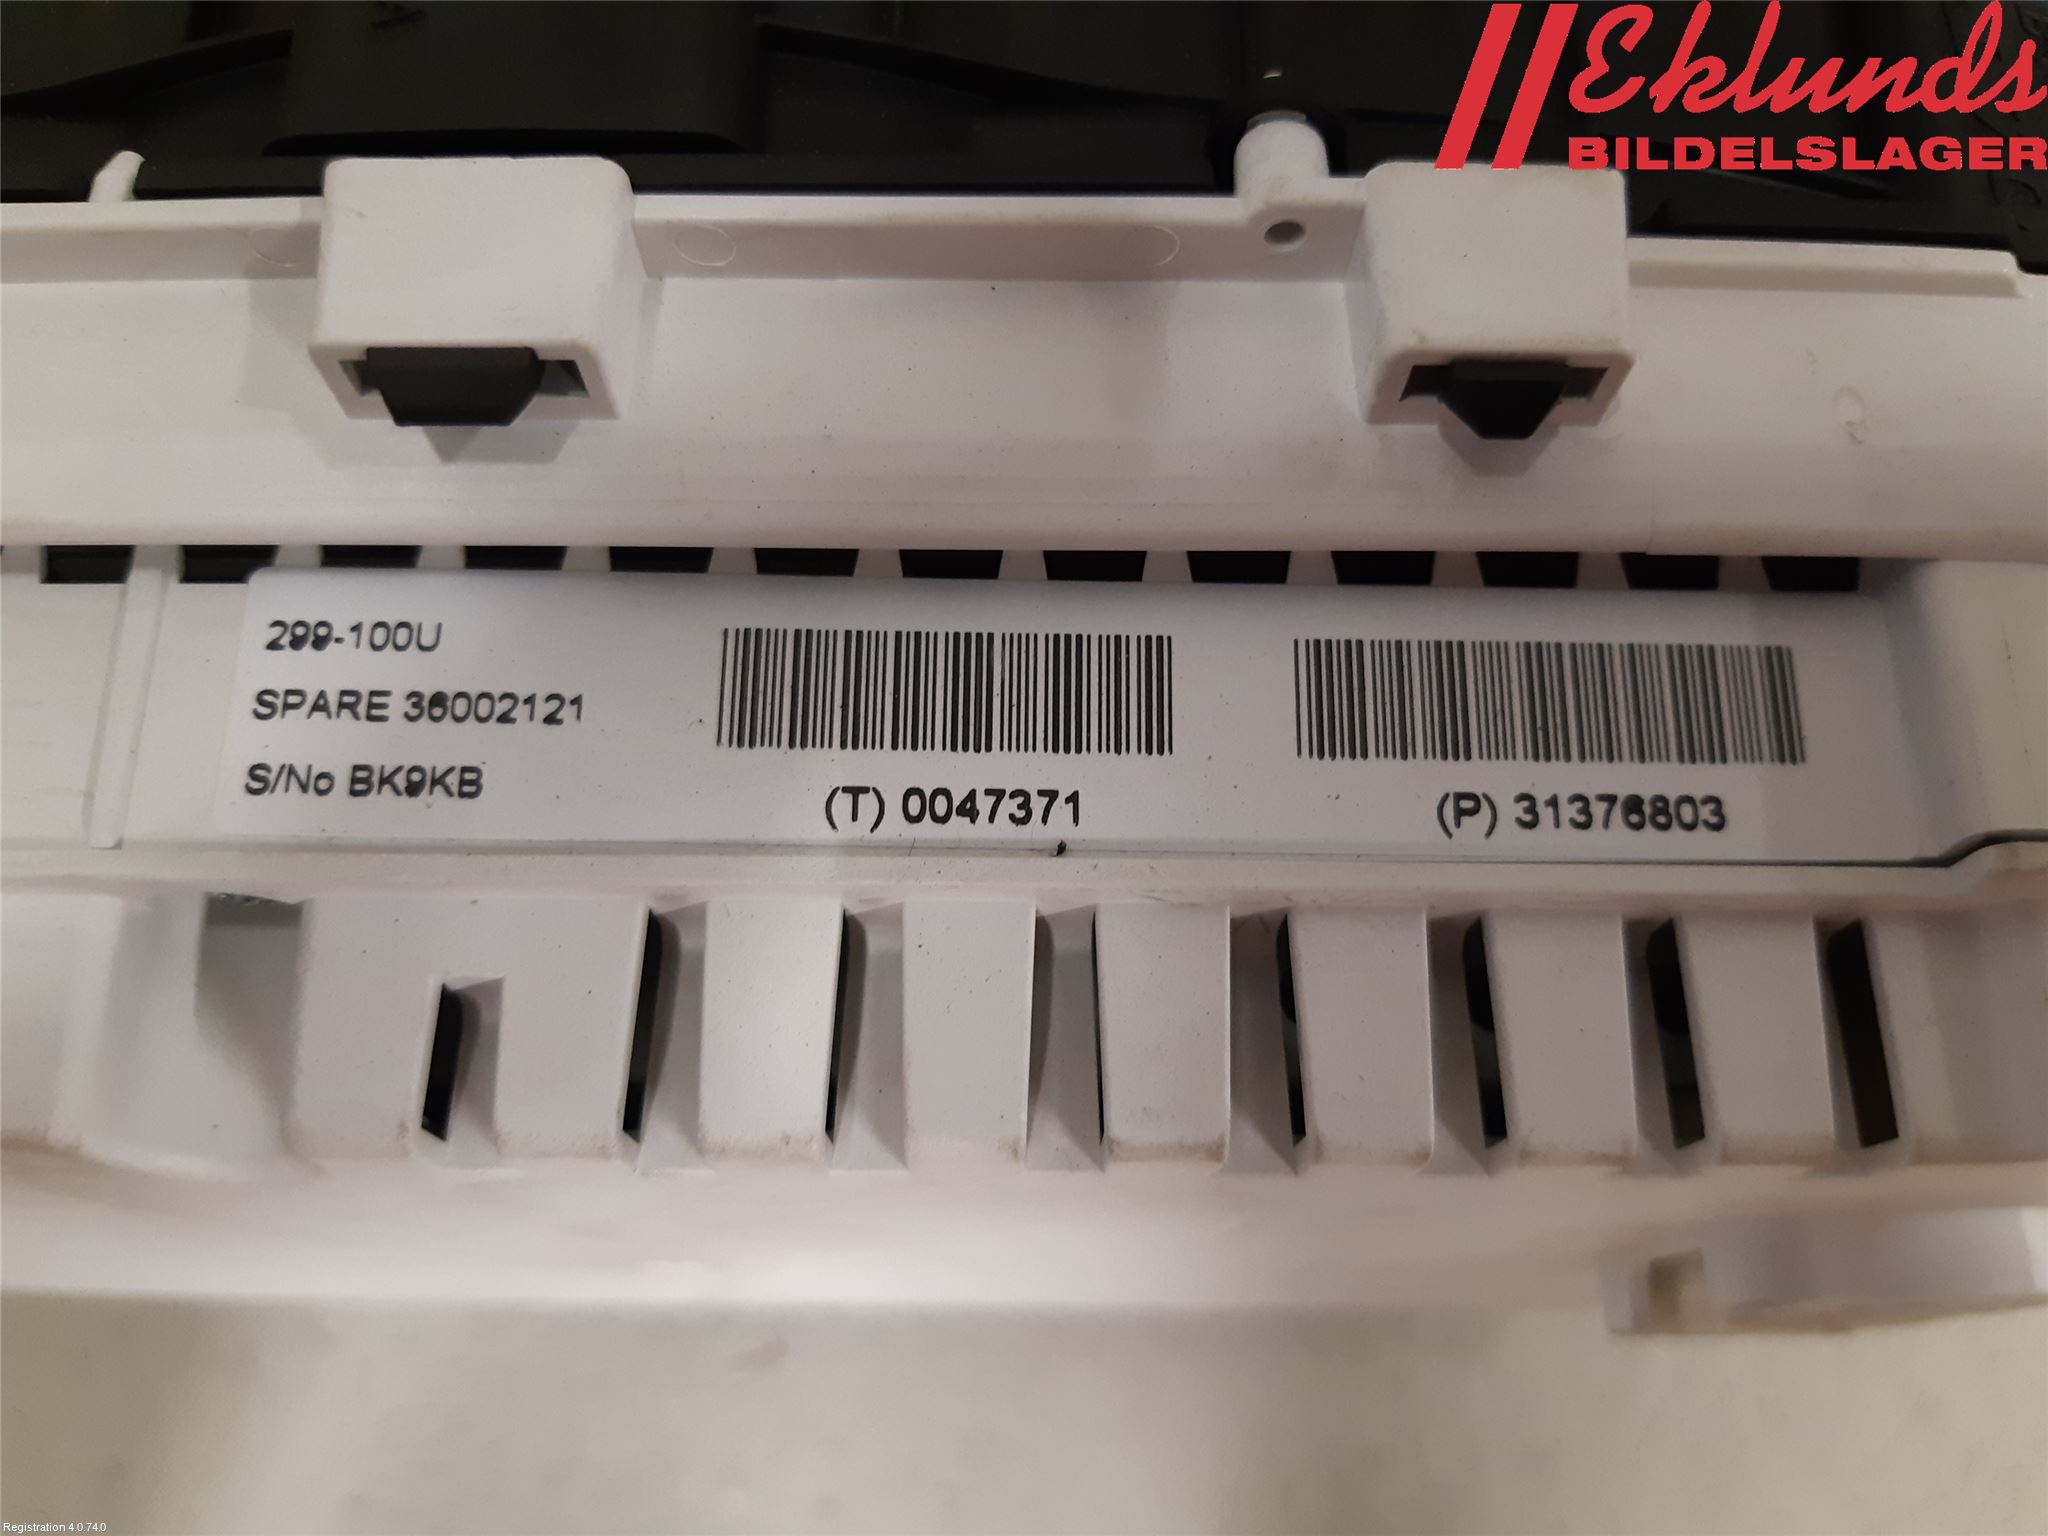 Eklunds
BILDELSLAGER
299-100U
SPARE 36002121
S/No BK9KB
(T) 0047371
(P) 31376803
Registration 4.0.74.0